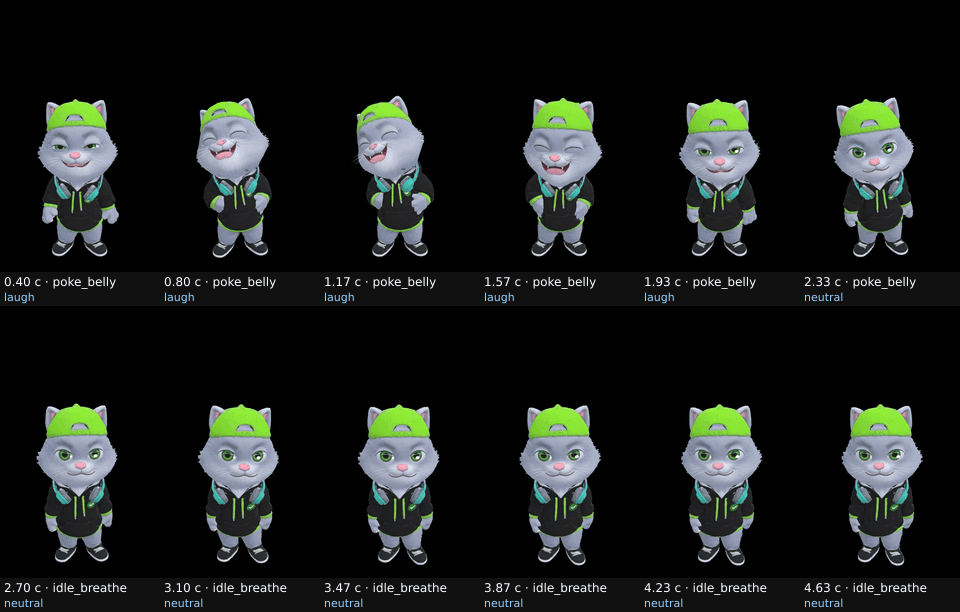 0.40 с · poke_belly
laugh
0.80 с · poke_belly
laugh
1.17 с · poke_belly
laugh
1.57 с · poke_belly
laugh
1.93 с · poke_belly
laugh
2.33 с · poke_belly
neutral
2.70 с · idle_breathe
neutral
3.10 с · idle_breathe
neutral
3.47 с · idle_breathe
neutral
3.87 с · idle_breathe
neutral
4.23 с · idle_breathe
neutral
4.63 с · idle_breathe
neutral